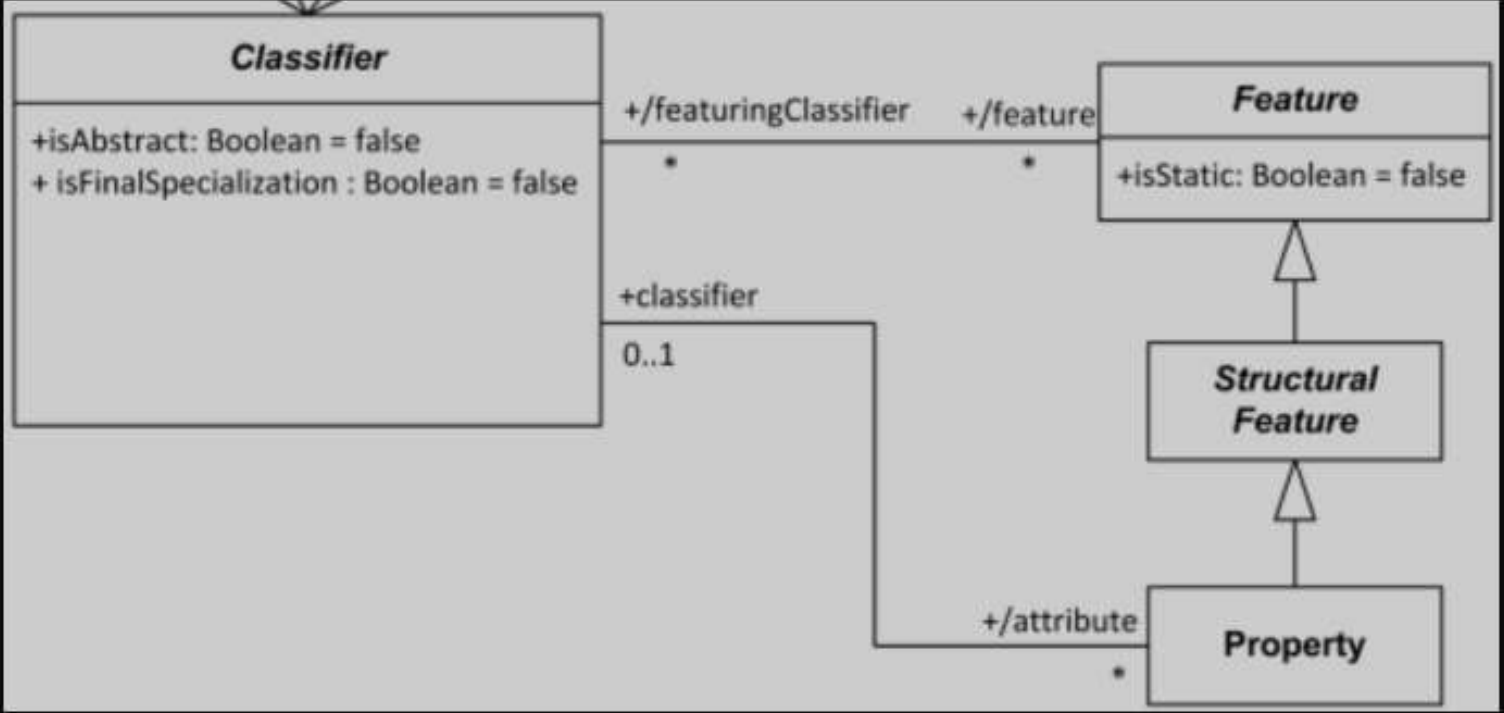 Classifier
+isAbstract: Boolean = false
+ isFinalSpecialization : Boolean = false
+/featuringClassifier
*
+/feature
*
Feature
+isStatic: Boolean = false
+classifier
0..1
Structural
Feature
+/attribute
*
Property